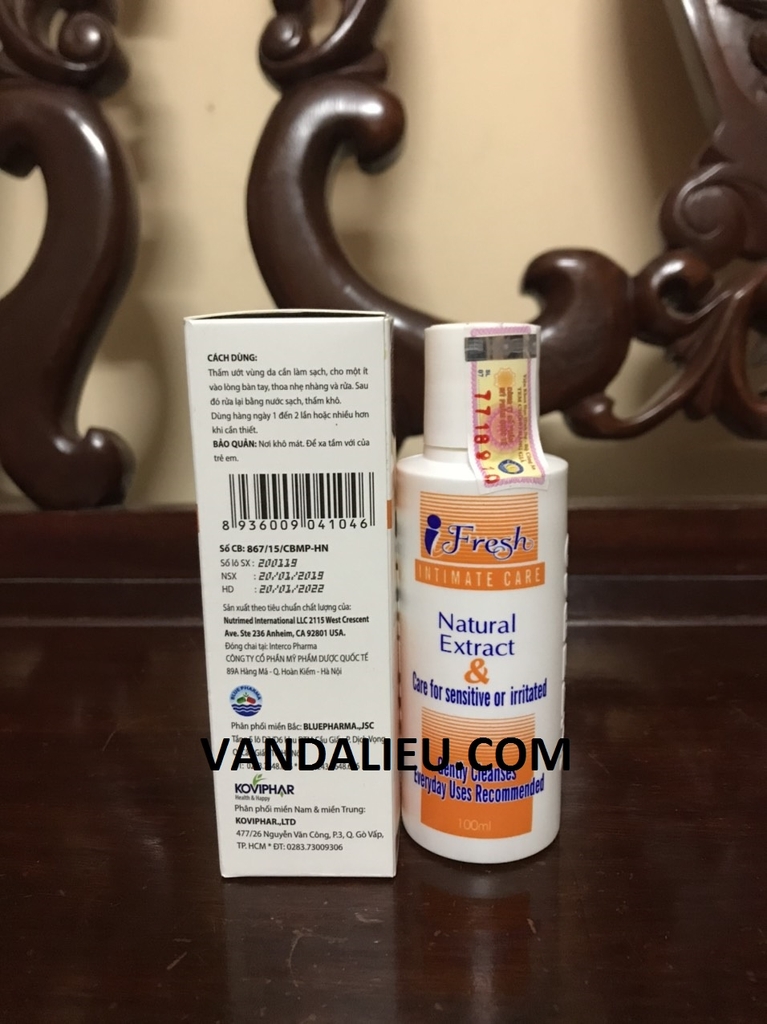 CÁCH DÙNG:
Thấm ướt vùng da cần làm sạch, cho một ít
vào lòng bàn tay, thoa nhẹ nhàng và rửa. Sau
đó rửa lại bằng nước sạch, thấm khô.
Dùng hàng ngày 1 đến 2 lần hoặc nhiều hơn
khi cần thiết.
BẢO QUẢN: Nơi khô mát. Để xa tầm với của
trẻ em.
8 936009 041046
Số CB: 867/15/CBMP-HN
Số lô SX : 200119
NSX : 20/01/2019
HD : 20/01/2022
Sản xuất theo tiêu chuẩn chất lượng của:
Nutrimed International LLC 2115 West Crescent
Ave. Ste 236 Anheim, CA 92801 USA.
Đóng chai tại: Interco Pharma
CÔNG TY CỔ PHẦN MỸ PHẨM DƯỢC QUỐC TẾ
89A Hàng Mã - Q. Hoàn Kiếm - Hà Nội
BLUEPHARMA
Phân phối miền Bắc: BLUEPHARMA.,JSC
KOVIPHAR
Health & Happy
Phân phối miền Nam & miền Trung:
KOVIPHAR.,LTD
477/26 Nguyễn Văn Công, P.3, Q. Gò Vấp,
TP. HCM * ĐT: 0283.73009306
771891
i Fresh
INTIMATE CARE
Natural
Extract
&
Care for sensitive or irritated
Gently Cleanses
Everyday Uses Recommended
100ml
VANDALIEU.COM